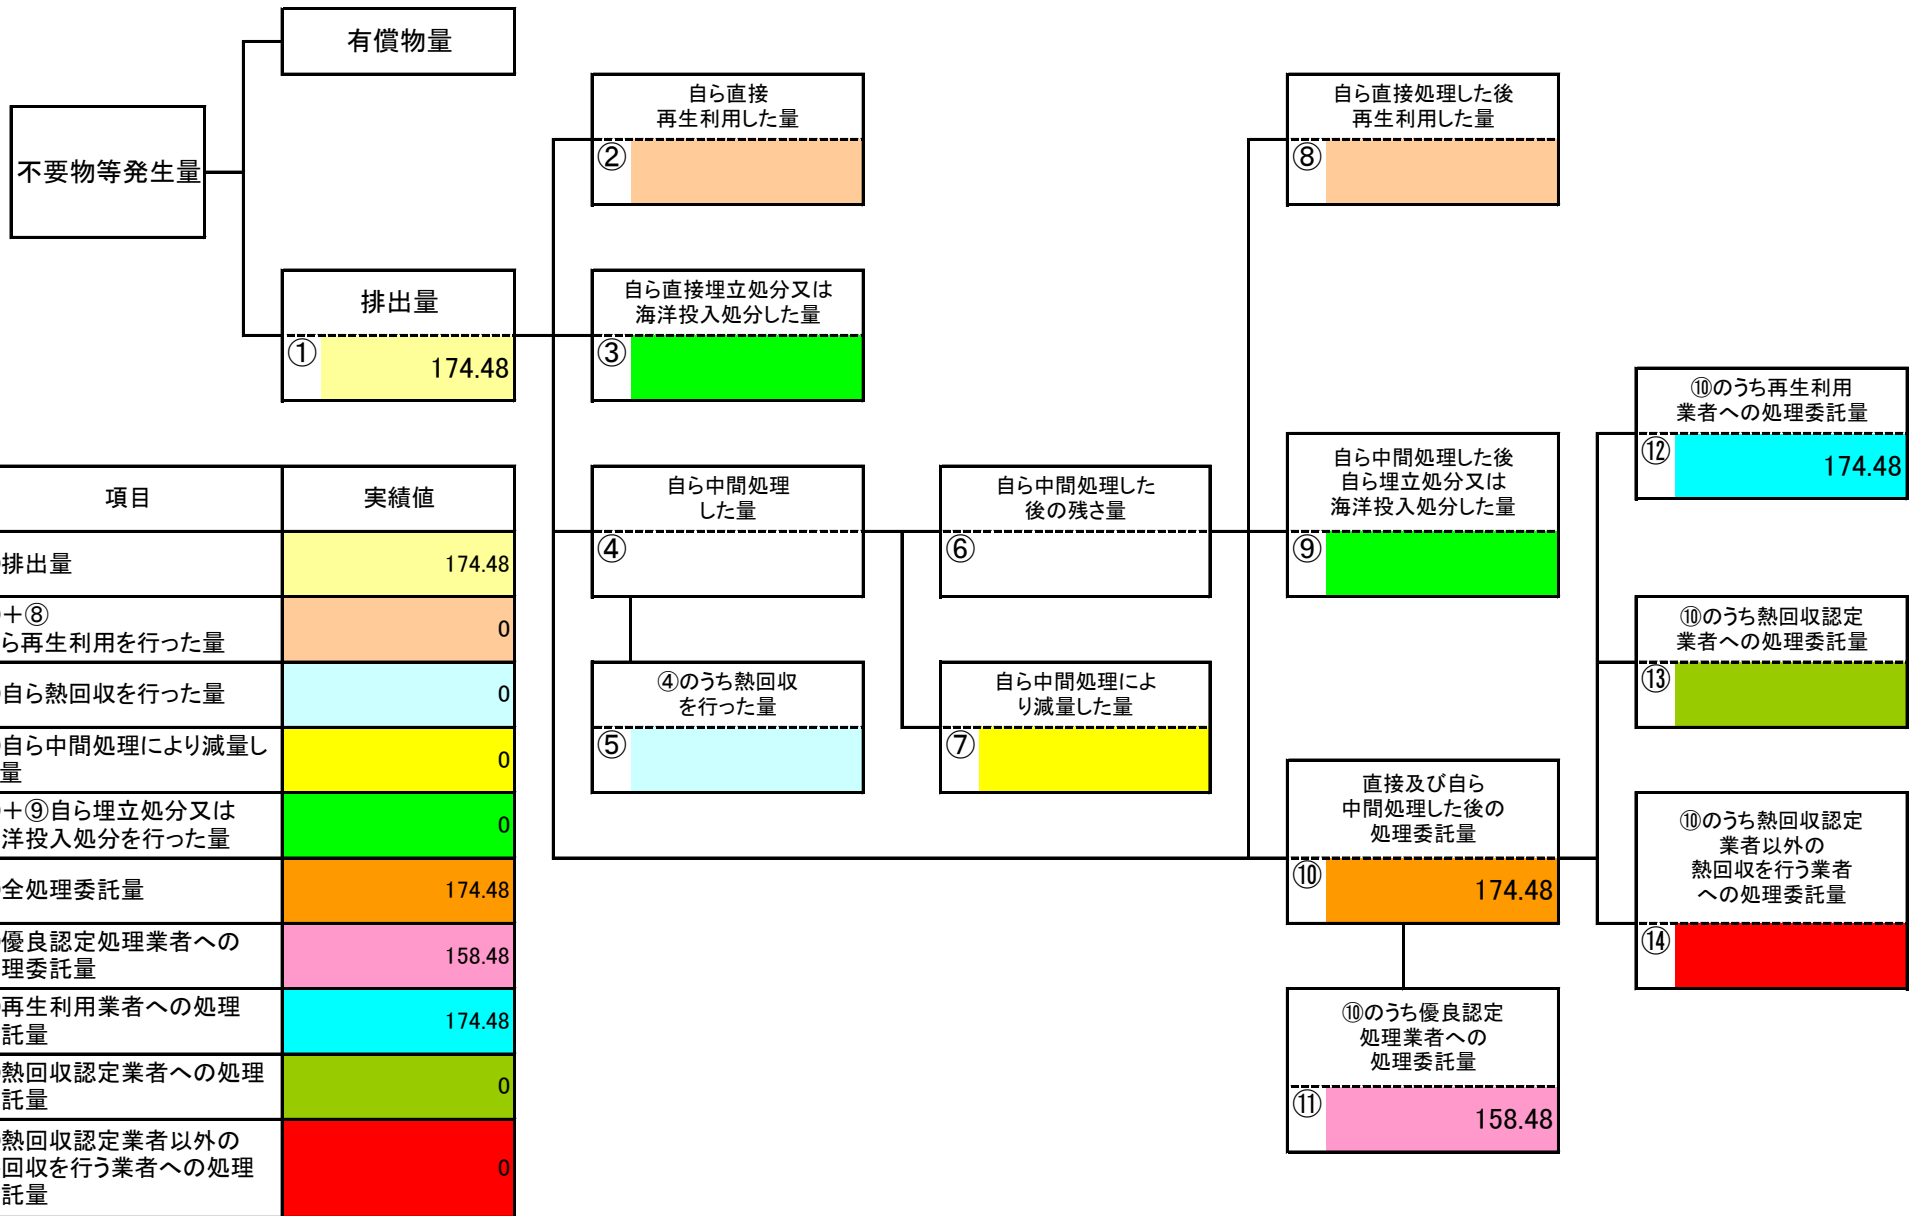 有償物量
不要物等発生量
排出量
①
174.48
自ら直接
再生利用した量
②
自ら直接埋立処分又は
海洋投入処分した量
③
自ら中間処理
した量
④
④のうち熱回収
を行った量
⑤
自ら中間処理した
後の残さ量
⑥
自ら中間処理によ
り減量した量
⑦
自ら直接処理した後
再生利用した量
⑧
自ら中間処理した後
自ら埋立処分又は
海洋投入処分した量
⑨
直接及び自ら
中間処理した後の
処理委託量
⑩
174.48
⑩のうち優良認定
処理業者への
処理委託量
⑪
158.48
⑩のうち再生利用
業者への処理委託量
⑫
174.48
⑩のうち熱回収認定
業者への処理委託量
⑬
⑩のうち熱回収認定
業者以外の
熱回収を行う業者
への処理委託量
⑭
項目
実績値
排出量
174.48
+⑧
ら再生利用を行った量
0
自ら熱回収を行った量
0
自ら中間処理により減量し
量
0
+⑨自ら埋立処分又は
洋投入処分を行った量
0
全処理委託量
174.48
優良認定処理業者への
理委託量
158.48
再生利用業者への処理
託量
174.48
熱回収認定業者への処理
託量
0
熱回収認定業者以外の
回収を行う業者への処理
託量
0